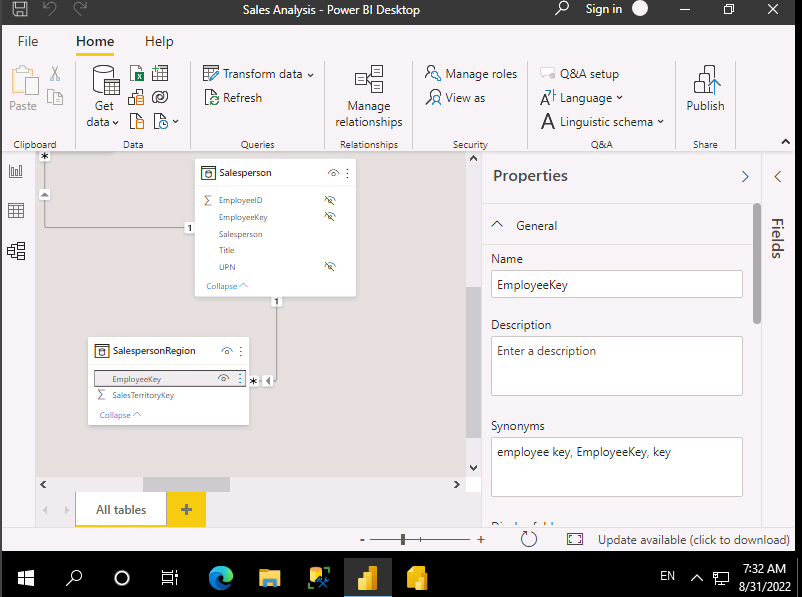 Sales Analysis - Power BI Desktop
Sign in
File
Home
Help
Paste
Get
data
Transform data
Refresh
Manage
relationships
Manage roles
View as
Q&A setup
Language
Linguistic schema
Publish
Clipboard
Data
Queries
Relationships
Security
Q&A
Share
*
1
Salesperson
EmployeeID
EmployeeKey
Salesperson
Title
UPN
Collapse
1
SalespersonRegion
EmployeeKey
*
SalesTerritoryKey
Collapse
Properties
General
Name
EmployeeKey
Description
Enter a description
Synonyms
employee key, EmployeeKey, key
Fields
All tables
+
- +
Update available (click to download)
EN
7:32 AM
8/31/2022